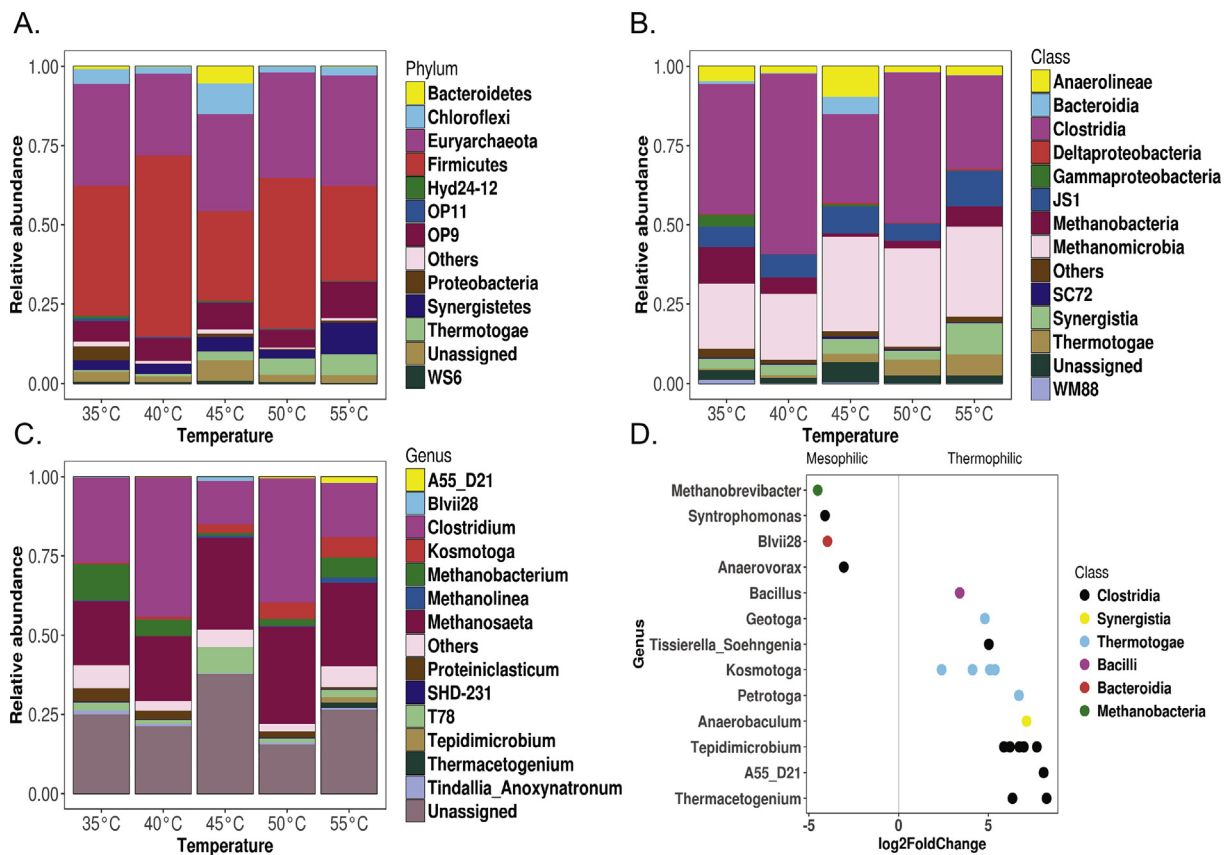 A.
1.00
0.75
0.50
0.25
0.00
Relative abundance
35°C 40°C 45°C 50°C 55°C
Temperature
Phylum
Bacteroidetes
Chloroflexi
Euryarchaeota
Firmicutes
Hyd24-12
OP11
OP9
Others
Proteobacteria
Synergistetes
Thermotogae
Unassigned
WS6
B.
1.00
0.75
0.50
0.25
0.00
Relative abundance
35°C 40°C 45°C 50°C 55°C
Temperature
Class
Anaerolineae
Bacteroidia
Clostridia
Deltaproteobacteria
Gammaproteobacteria
JS1
Methanobacteria
Methanomicrobia
Others
SC72
Synergistia
Thermotogae
Unassigned
WM88
C.
1.00
0.75
0.50
0.25
0.00
Relative abundance
35°C 40°C 45°C 50°C 55°C
Temperature
Genus
A55_D21
Blvii28
Clostridium
Kosmotoga
Methanobacterium
Methanolinea
Methanosaeta
Others
Proteiniclasticum
SHD-231
T78
Tepidimicrobium
Thermacetogenium
Tindallia_Anoxynatronum
Unassigned
D.
Mesophilic Thermophilic
Genus
Methanobrevibacter
Syntrophomonas
Blvii28
Anaerovorax
Bacillus
Geotoga
Tissierella_Soehngenia
Kosmotoga
Petrotoga
Anaerobaculum
Tepidimicrobium
A55_D21
Thermacetogenium
-5 0 5
log2FoldChange
Class
Clostridia
Synergistia
Thermotogae
Bacilli
Bacteroidia
Methanobacteria